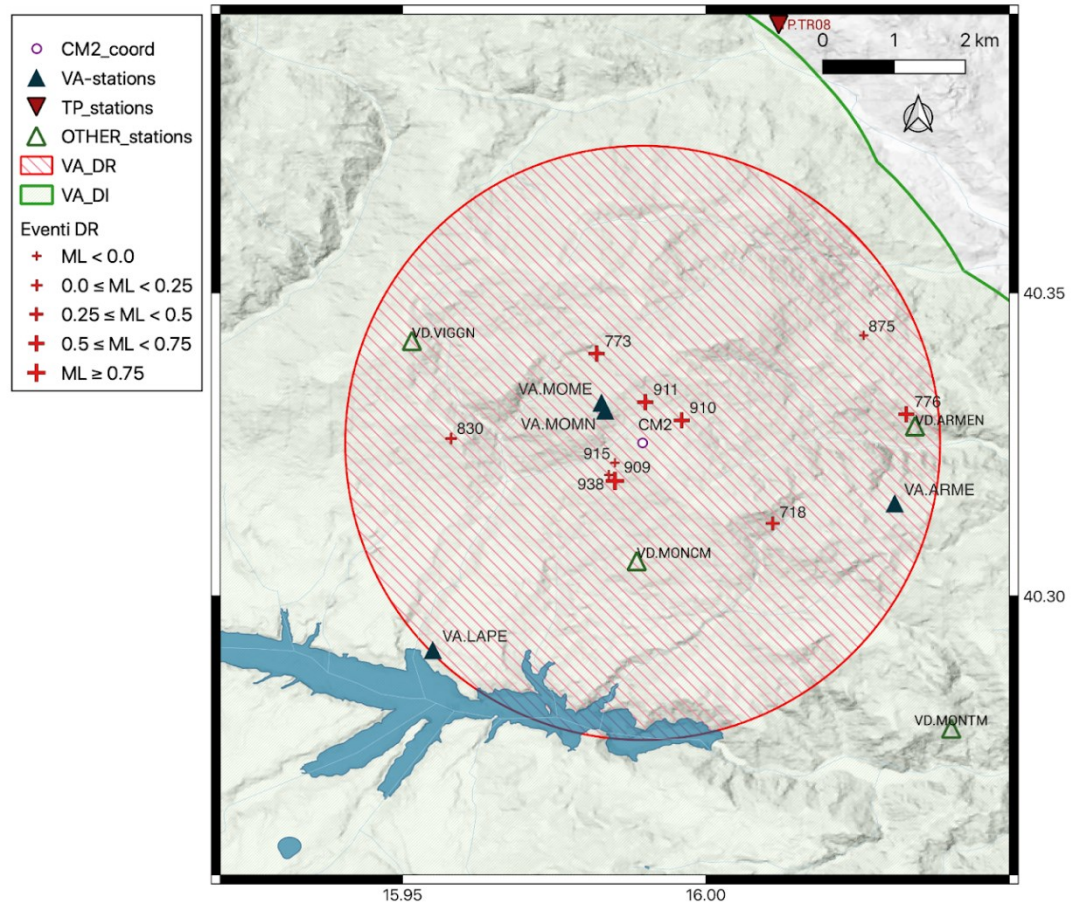 CM2_coord
VA-stations
TP_stations
OTHER_stations
VA_DR
VA_DI
Eventi DR
ML < 0.0
0.0 ≤ ML < 0.25
0.25 ≤ ML < 0.5
0.5 ≤ ML < 0.75
ML ≥ 0.75
P.TR08
0 1 2 km
40.35
VD.VIGGN
875
773
VA.MOME
911
910
776
VA.MOMN
CM2
VD.ARMEN
830
915
909
938
VA.ARME
718
VD.MONCM
40.30
VA.LAPE
VD.MONTM
15.95
16.00